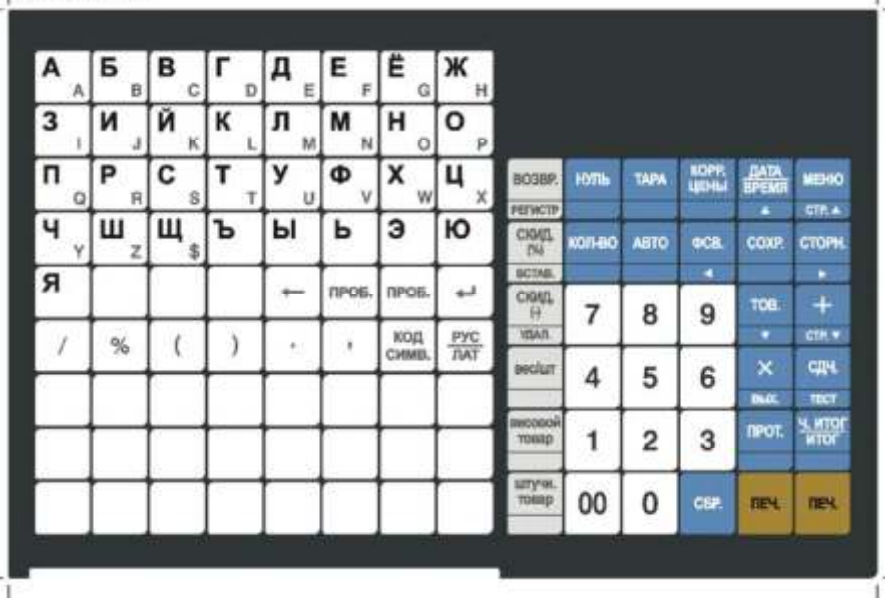 А A Б B В C Г D Д E Е F Ё G Ж H
З I И J Й K К L Л M М N Н O О P
П Q Р R С S Т T У U Ф V Х W Ц X
Ч Y Ш Z Щ $ Ъ Ы Ь Э Ю
Я ← ПРОБ. ПРОБ. ↵
/ % ( ) . , КОД СИМВ. РУС ЛАТ
ВОЗВР. НУЛЬ ТАРА КОРР. ЦЕНЫ ДАТА ВРЕМЯ МЕНЮ
РЕГИСТР ▲ СТР. ▲
СКИД. (%) КОЛ-ВО АВТО ФСВ. СОХР. СТОРН.
ВСТАВ. ◄ ►
СКИД. (-) 7 8 9 ТОВ. +
УДАЛ. ▼ СТР. ▼
вес/шт 4 5 6 X СДЧ.
ВЫХ. ТЕСТ
висовой товар 1 2 3 ПРОТ. Ч. ИТОГ ИТОГ
штучн. товар 00 0 СБР. ПЕЧ. ПЕЧ.